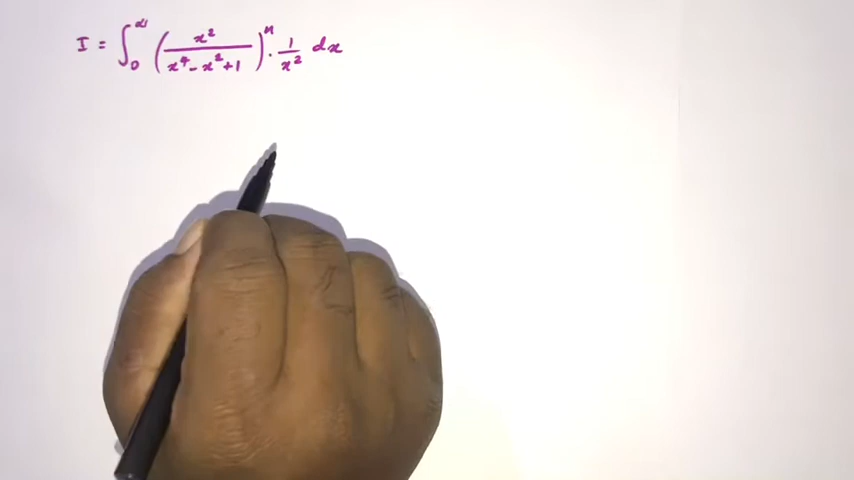 I = ∫₀^∞ (x² / (x⁴ - x² + 1))ⁿ · 1/x² dx